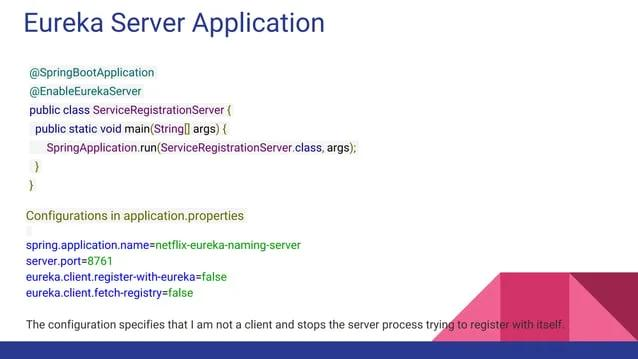 Eureka Server Application
@SpringBootApplication
@EnableEurekaServer
public class ServiceRegistrationServer {
public static void main(String[] args) {
SpringApplication.run(ServiceRegistrationServer.class, args);
}
}
Configurations in application.properties
spring.application.name=netflix-eureka-naming-server
server.port=8761
eureka.client.register-with-eureka=false
eureka.client.fetch-registry=false
The configuration specifies that I am not a client and stops the server process trying to register with itself.